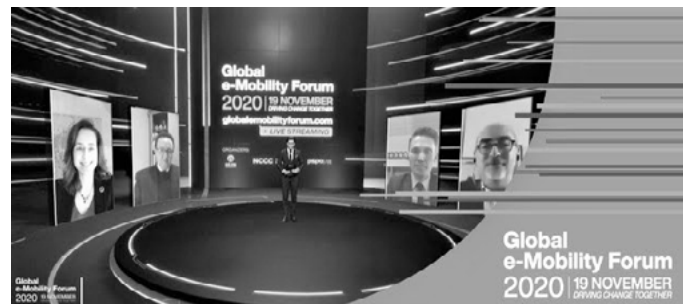 Global
e-Mobility Forum
2020 | 19 NOVEMBER
DRIVING CHANGE TOGETHER
globalemobilityforum.com
LIVE STREAMING
Global
e-Mobility Forum
2020 | 19 NOVEMBER
Global
e-Mobility Forum
2020 | 19 NOVEMBER
DRIVING CHANGE TOGETHER